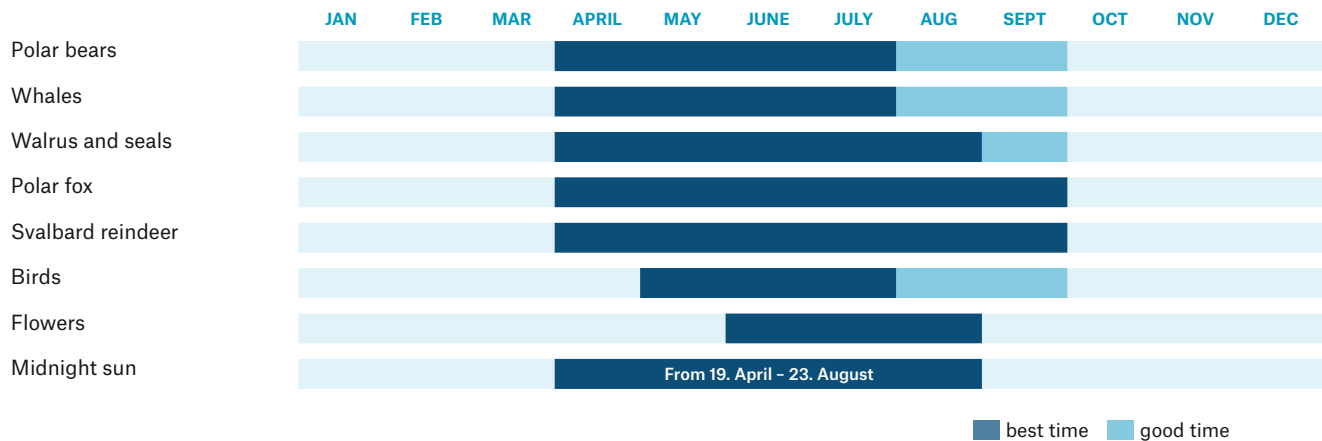 JAN FEB MAR APRIL MAY JUNE JULY AUG SEPT OCT NOV DEC
Polar bears
Whales
Walrus and seals
Polar fox
Svalbard reindeer
Birds
Flowers
Midnight sun From 19. April – 23. August
best time good time